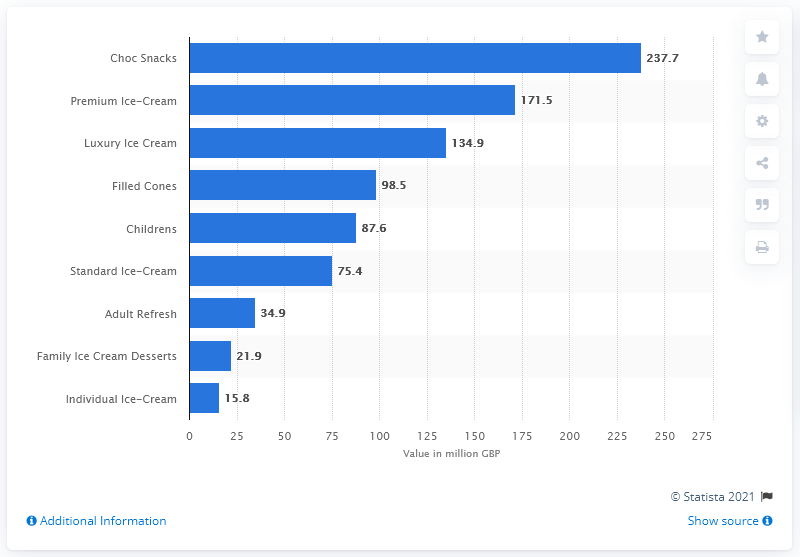 Choc Snacks 237.7
Premium Ice-Cream 171.5
Luxury Ice Cream 134.9
Filled Cones 98.5
Childrens 87.6
Standard Ice-Cream 75.4
Adult Refresh 34.9
Family Ice Cream Desserts 21.9
Individual Ice-Cream 15.8
0 25 50 75 100 125 150 175 200 225 250 275
Value in million GBP
© Statista 2021
Additional Information Show source